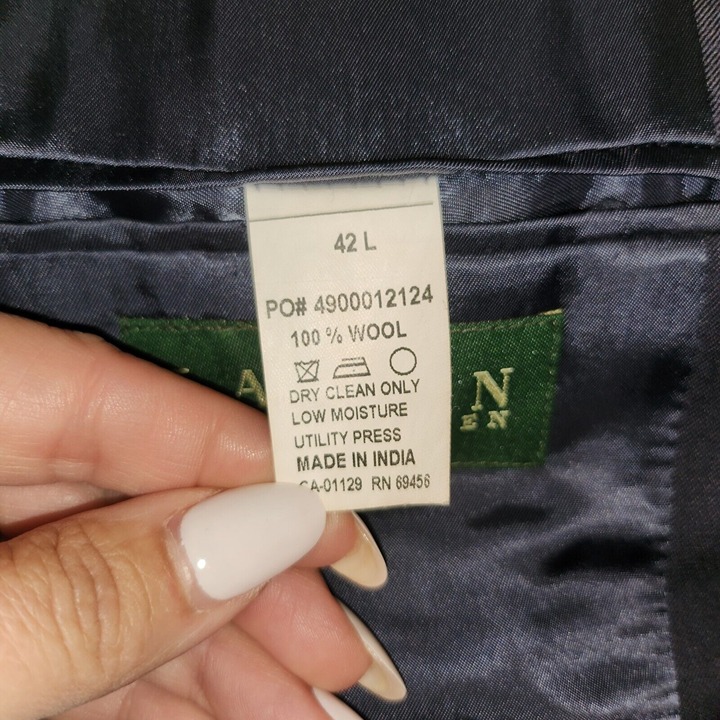 42 L
PO# 4900012124
100 % WOOL
DRY CLEAN ONLY
LOW MOISTURE
UTILITY PRESS
MADE IN INDIA
CA-01129 RN 69456